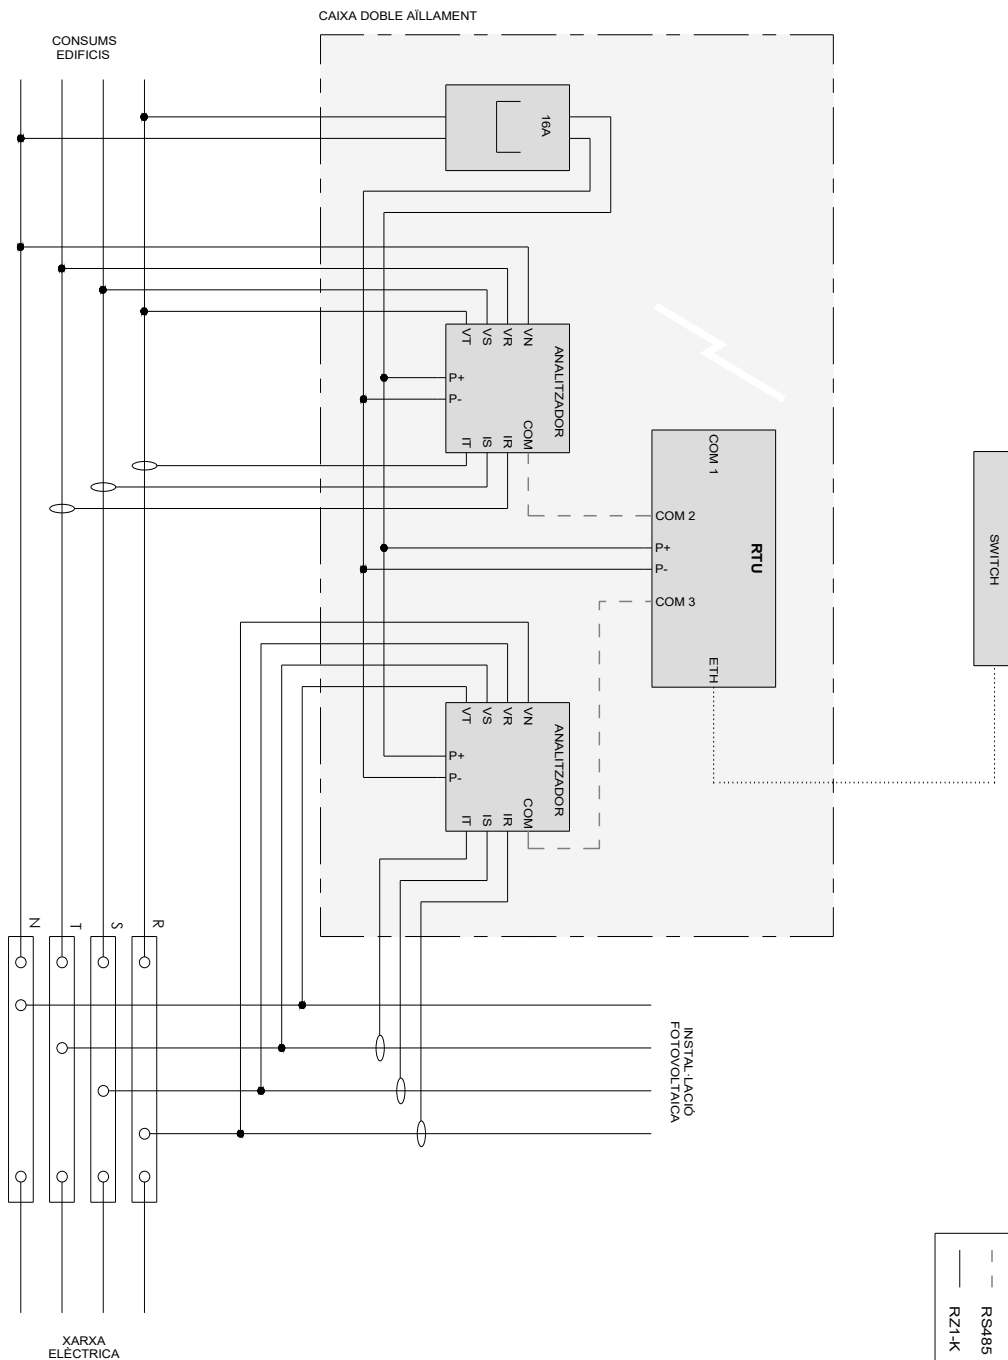 CAIXA DOBLE AÏLLAMENT
CONSUMS
EDIFICIS
16A
VT
VS
VR
VN
ANALITZADOR
P+
P-
IT
IS
IR
COM
COM 1
COM 2
P+
P-
COM 3
RTU
ETH
SWITCH
VT
VS
VR
VN
ANALITZADOR
P+
P-
IT
IS
IR
COM
N
T
S
R
INSTAL·LACIÓ
FOTOVOLTAICA
RS485
RZ1-K
XARXA
ELÈCTRICA